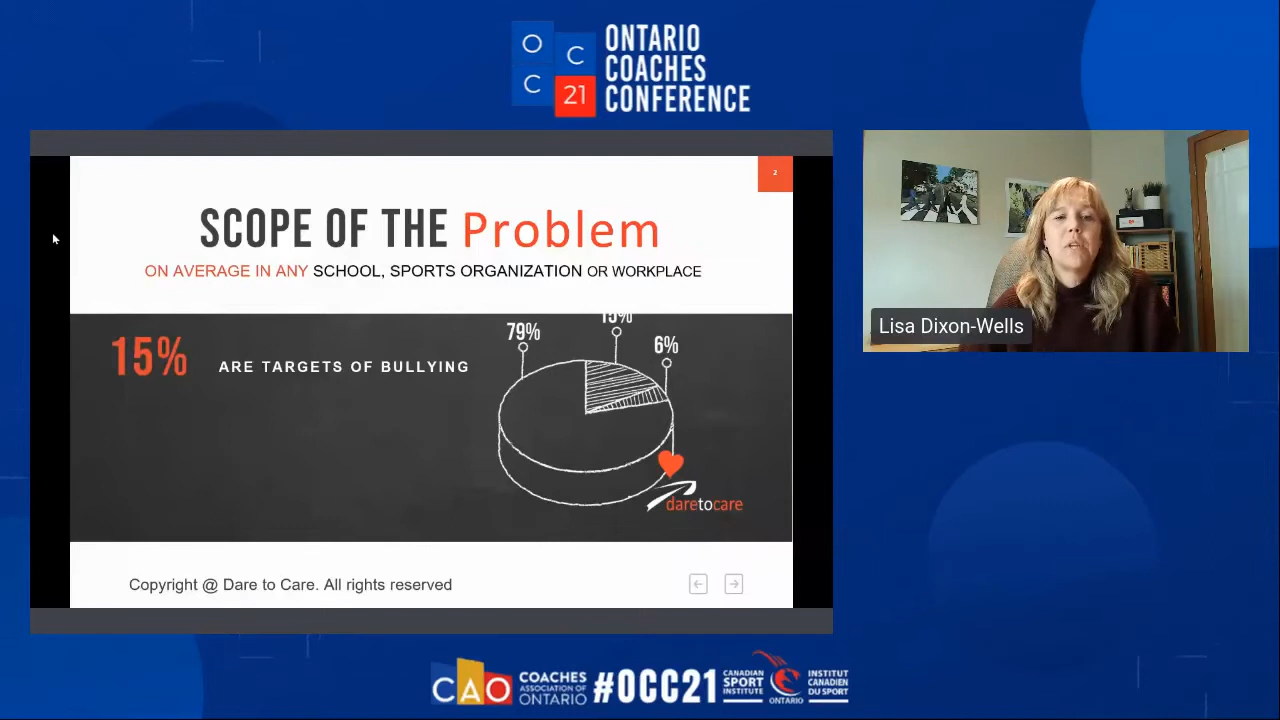 O
C
C
21
ONTARIO
COACHES
CONFERENCE
2
SCOPE OF THE Problem
ON AVERAGE IN ANY SCHOOL, SPORTS ORGANIZATION OR WORKPLACE
15%
ARE TARGETS OF BULLYING
79%
15%
6%
daretocare
Copyright @ Dare to Care. All rights reserved
Lisa Dixon-Wells
CAO
COACHES
ASSOCIATION OF
ONTARIO
#OCC21
CANADIAN
SPORT
INSTITUTE
ONTARIO
INSTITUT
CANADIEN
DU SPORT